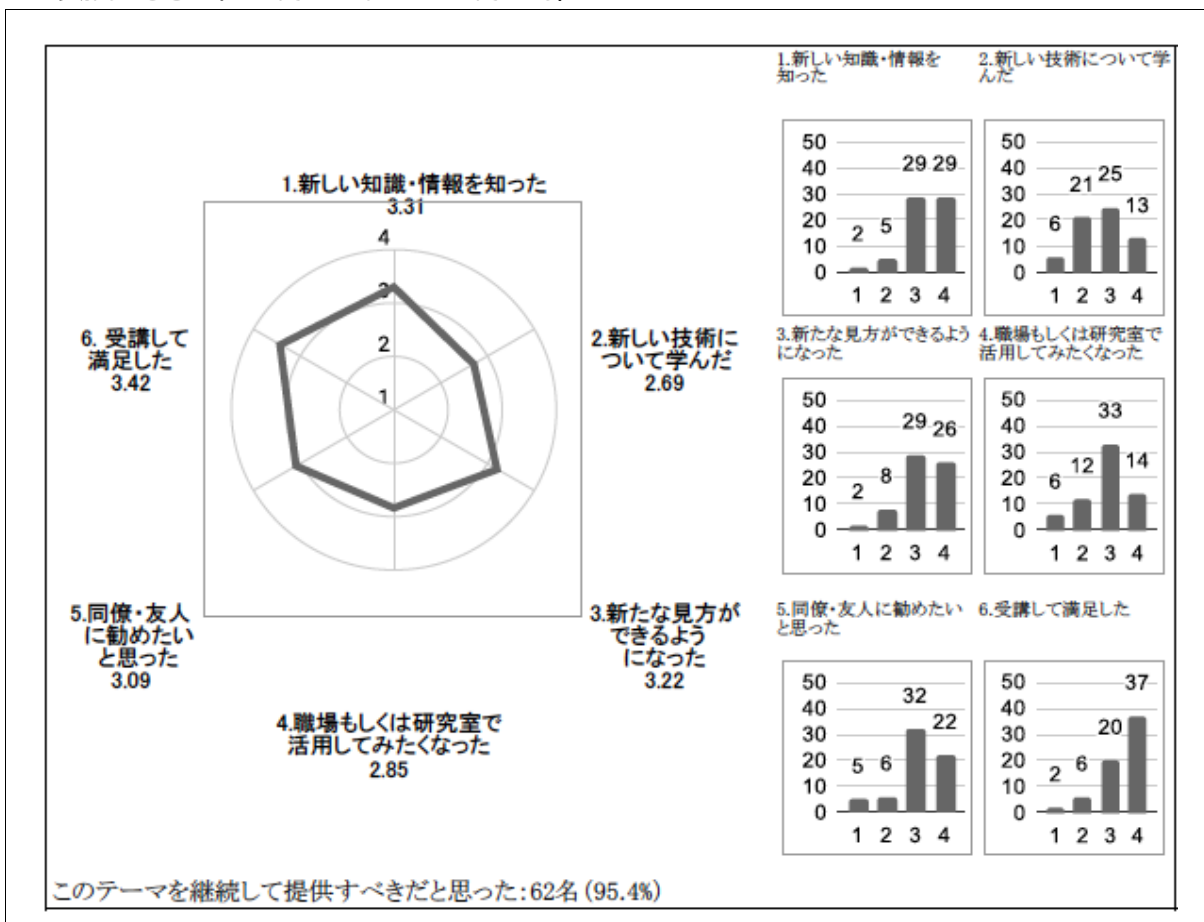 1.新しい知識・情報を知った
3.31
4
3
2
1
2.新しい技術に
ついて学んだ
2.69
3.新たな見方が
できるよう
になった
3.22
4.職場もしくは研究室で
活用してみたくなった
2.85
5.同僚・友人
に勧めたい
と思った
3.09
6. 受講して
満足した
3.42
1.新しい知識・情報を
知った
50
40
30
20
10
0
2
5
29
29
1 2 3 4
2.新しい技術について学
んだ
50
40
30
20
10
0
6
21
25
13
1 2 3 4
3.新たな見方ができるよう
になった
50
40
30
20
10
0
2
8
29
26
1 2 3 4
4.職場もしくは研究室で
活用してみたくなった
50
40
30
20
10
0
6
12
33
14
1 2 3 4
5.同僚・友人に勧めたい
と思った
50
40
30
20
10
0
5
6
32
22
1 2 3 4
6.受講して満足した
50
40
30
20
10
0
2
6
20
37
1 2 3 4
このテーマを継続して提供すべきだと思った:62名(95.4%)